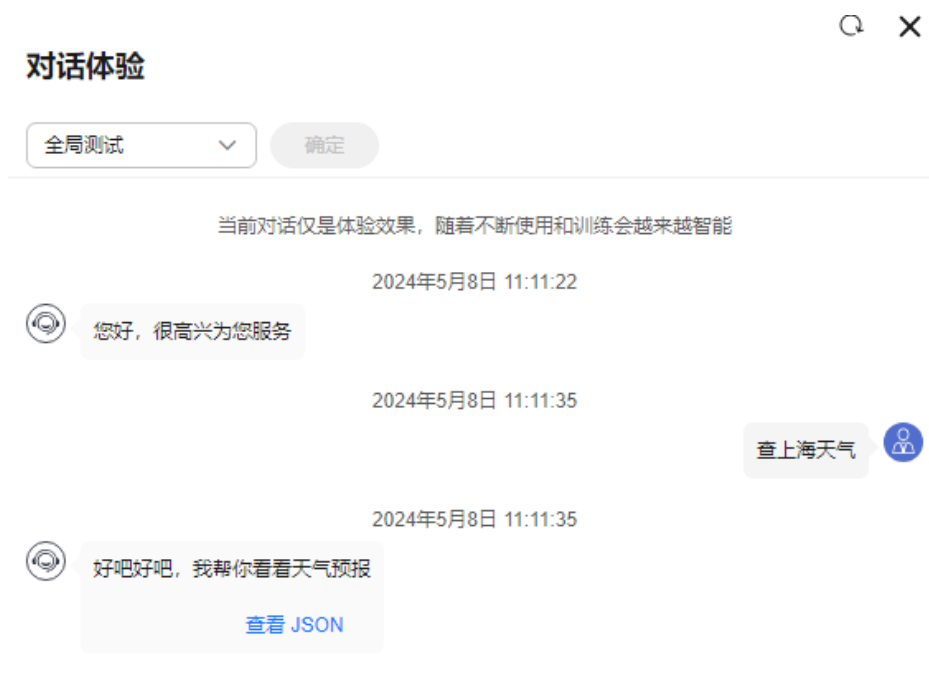 对话体验
全局测试
确定
当前对话仅是体验效果，随着不断使用和训练会越来越智能
2024年5月8日 11:11:22
您好，很高兴为您服务
2024年5月8日 11:11:35
查上海天气
2024年5月8日 11:11:35
好吧好吧，我帮你看看天气预报
查看 JSON